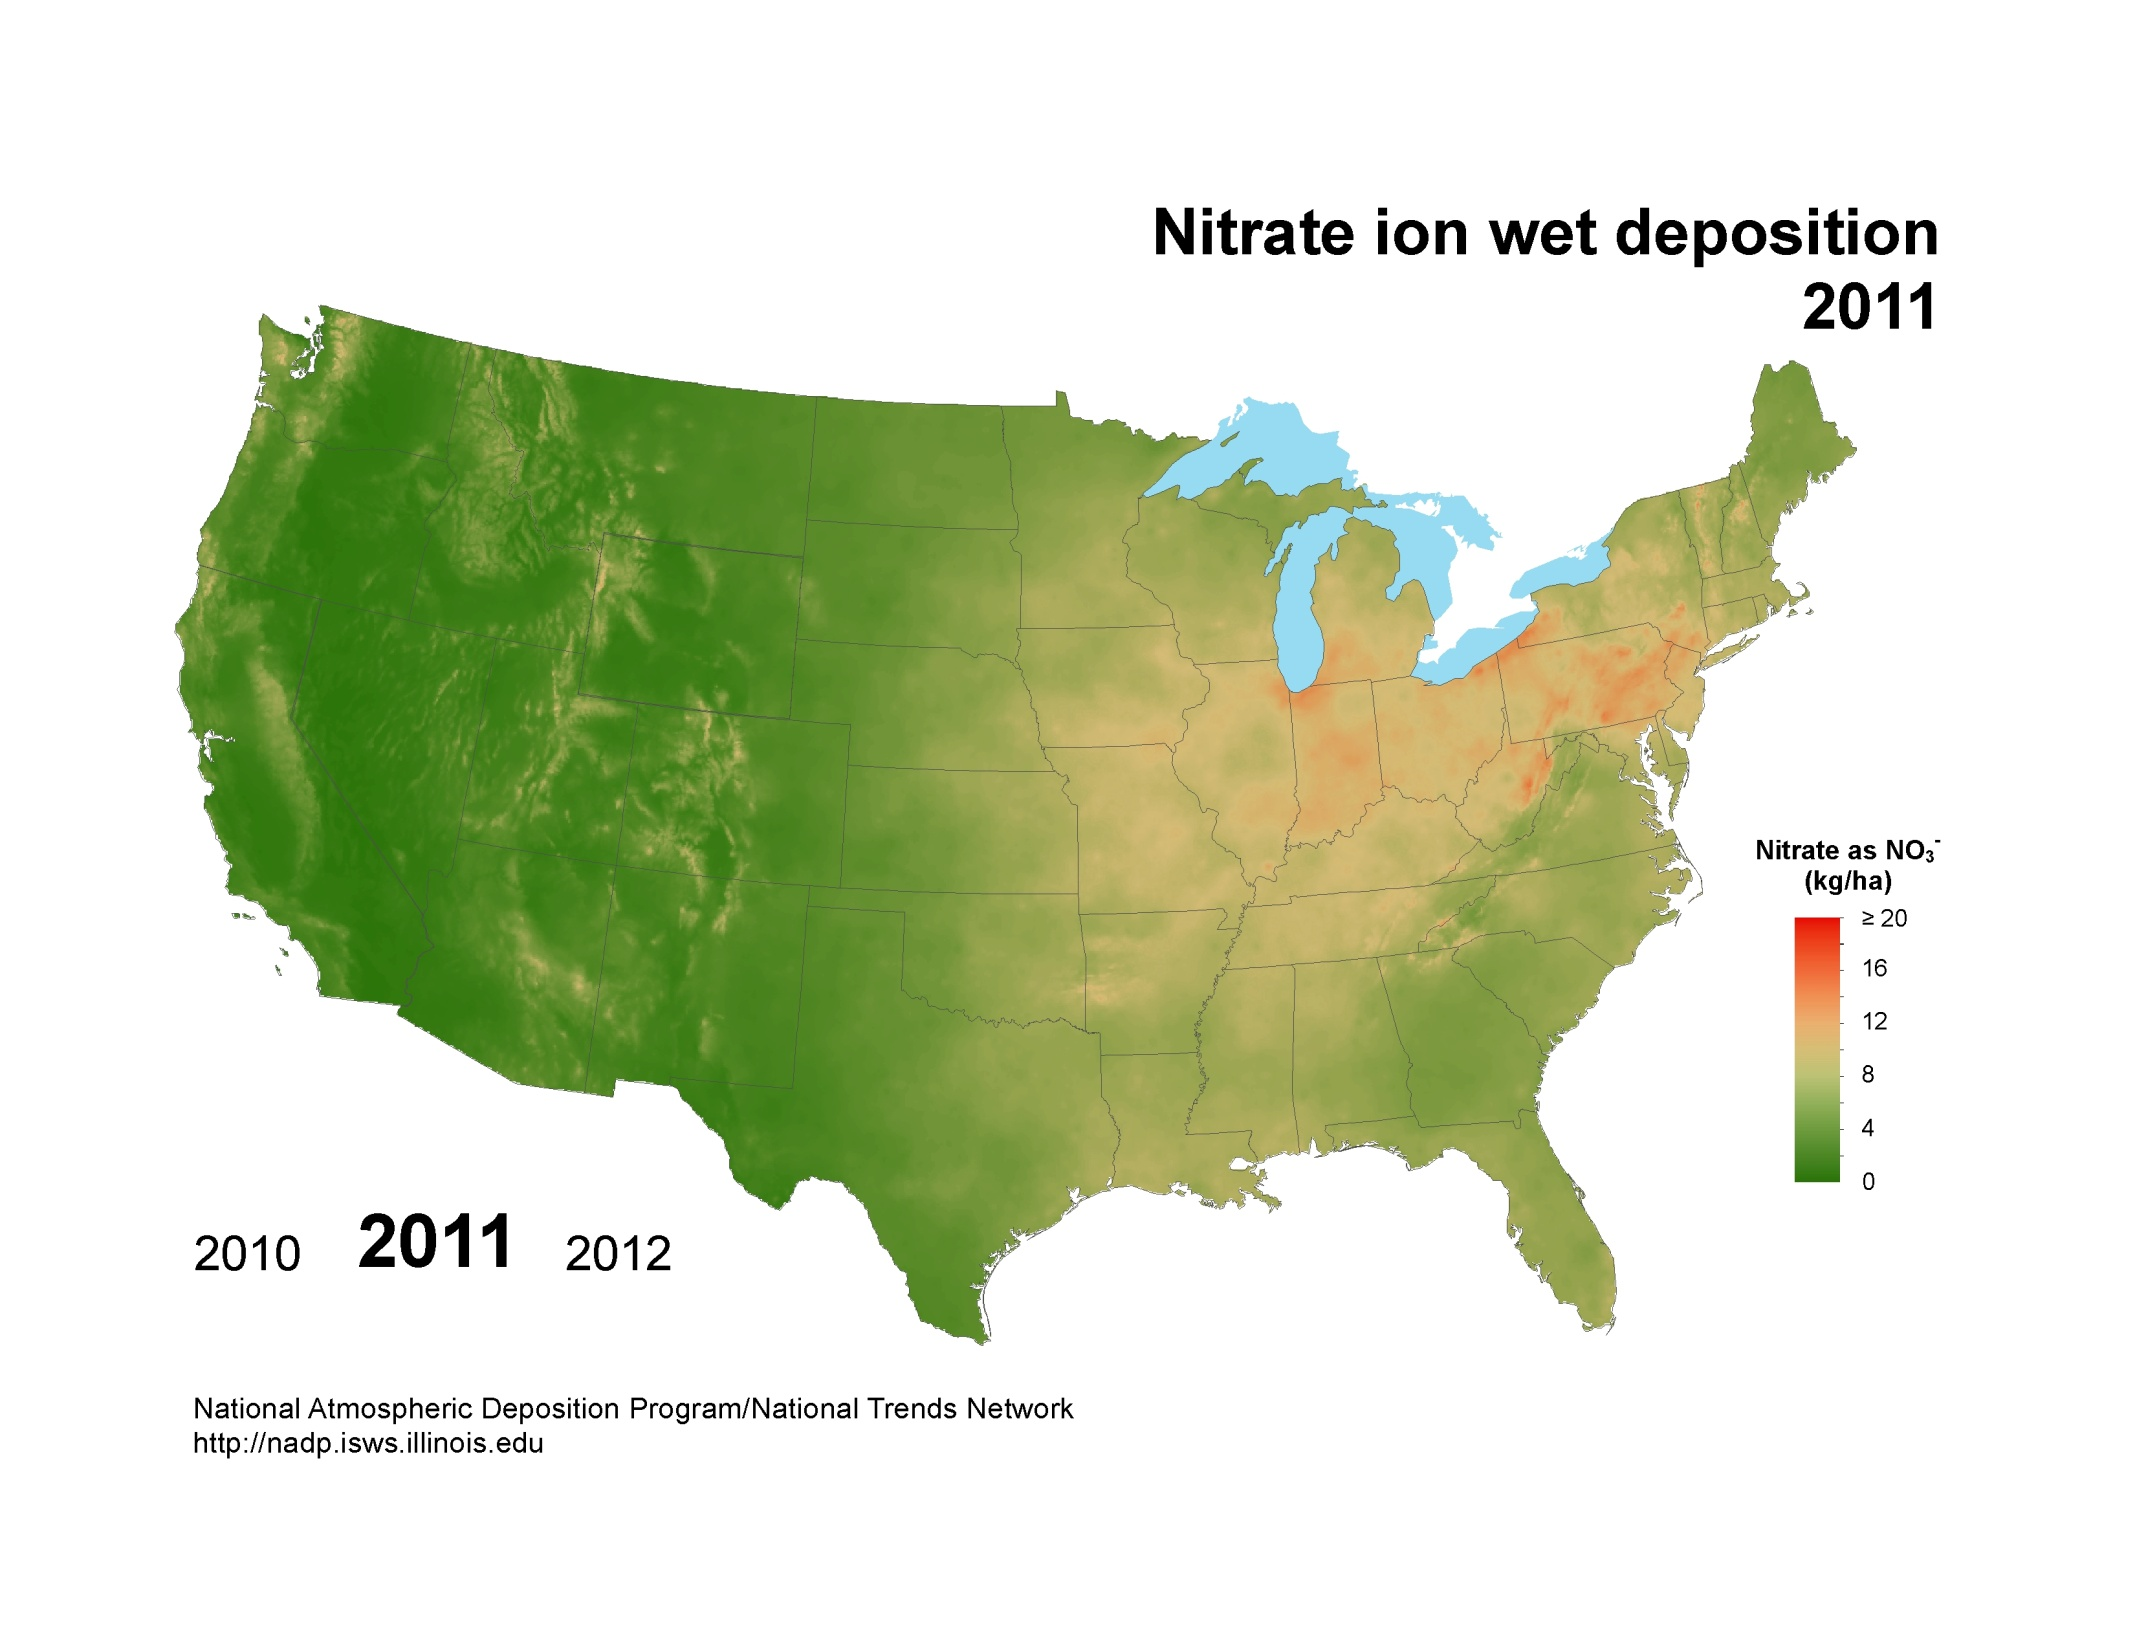 Nitrate ion wet deposition
2011
Nitrate as NO₃⁻
(kg/ha)
≥ 20
16
12
8
4
0
2010 2011 2012
National Atmospheric Deposition Program/National Trends Network
http://nadp.isws.illinois.edu